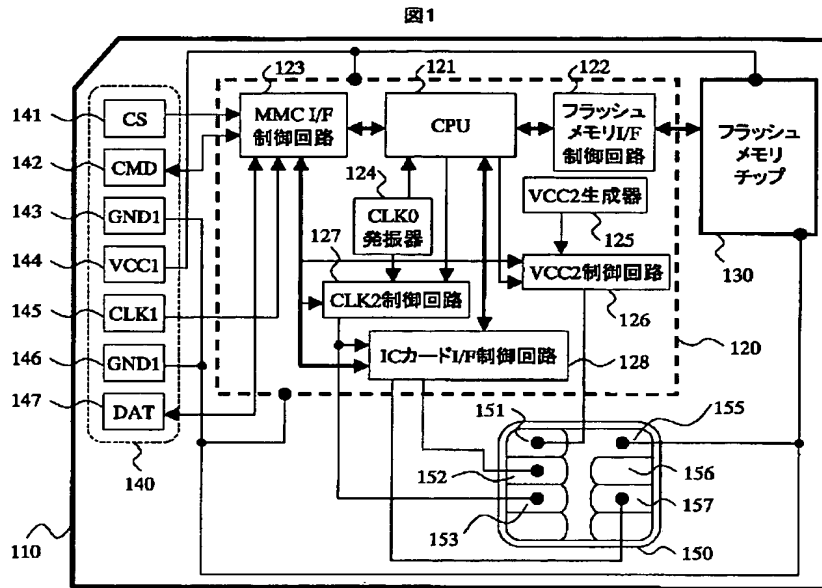 図1
123
121
122
141
CS
MMC I/F
制御回路
CPU
フラッシュ
メモリI/F
制御回路
フラッシュ
メモリ
チップ
142
CMD
124
143
GND1
CLK0
発振器
VCC2生成器
127
125
144
VCC1
130
CLK2制御回路
VCC2制御回路
145
CLK1
126
146
GND1
ICカードI/F制御回路
128
120
147
DAT
151
155
140
152
156
157
153
110
150